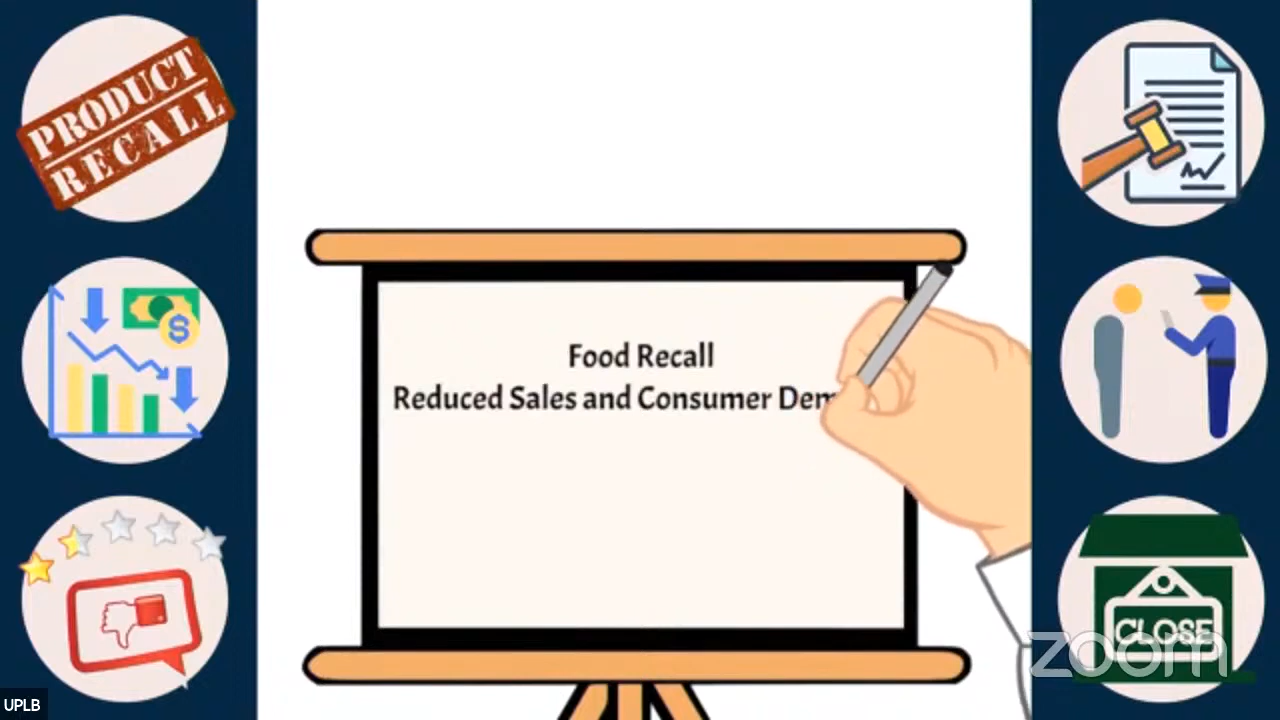 PRODUCT
RECALL
Food Recall
Reduced Sales and Consumer Dem
$
CLOSE
zoom
UPLB